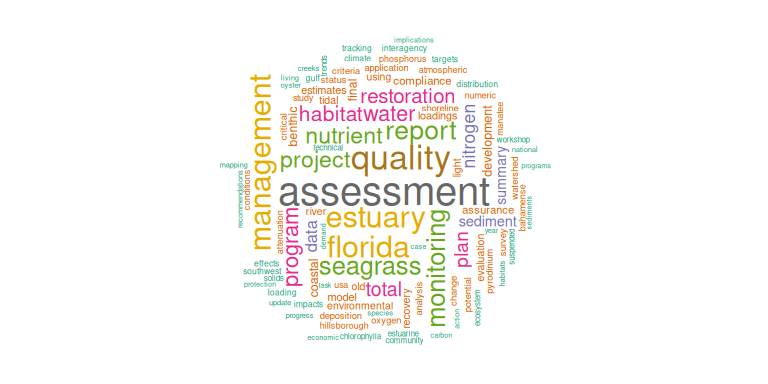 implications
tracking
interagency
trends
climate
phosphorus
targets
creeks
criteria
application
atmospheric
living
gulf
status
using
compliance
distribution
oyster
estimates
final
restoration
numeric
study
tidal
shoreline
management
critical
benthic
habitat
water
loadings
nitrogen
development
manatee
nutrient
report
technical
workshop
national
mapping
project
quality
light
summary
watershed
programs
recommendations
conditions
assessment
bahamense
sediments
river
estuary
assurance
attenuation
program
data
demand
florida
case
monitoring
plan
sediment
year
survey
suspended
effects
southwest
solids
protection
coastal
seagrass
evaluation
pyrodinium
habitats
loading
task
usa
old
total
analysis
change
potential
ecosystem
update
impacts
model
environmental
species
recovery
action
progress
deposition
oxygen
hillsborough
economic
chlorophylla
estuarine
community
carbon